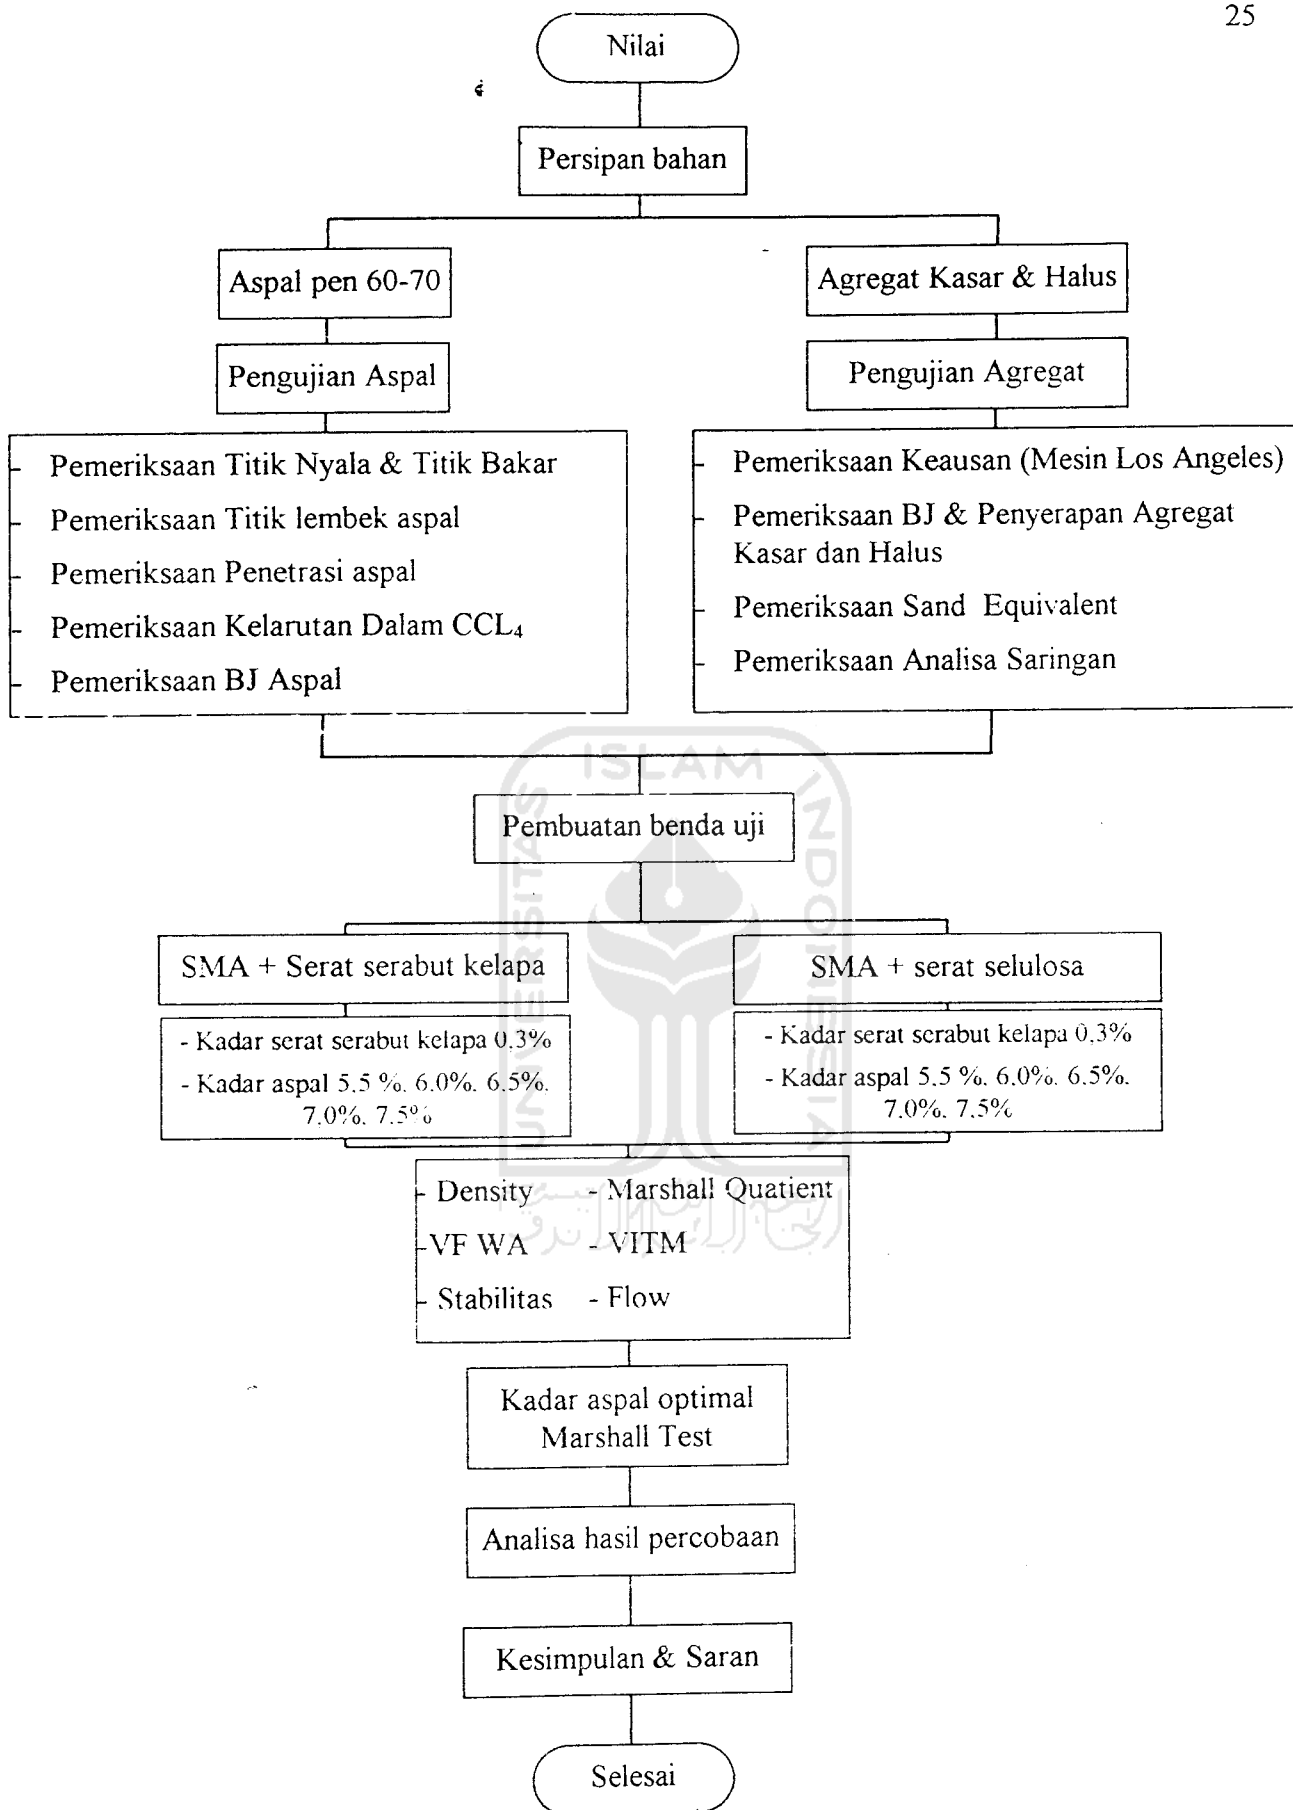 25
Nilai
Persipan bahan
Aspal pen 60-70
Agregat Kasar & Halus
Pengujian Aspal
Pengujian Agregat
- Pemeriksaan Titik Nyala & Titik Bakar
- Pemeriksaan Titik lembek aspal
- Pemeriksaan Penetrasi aspal
- Pemeriksaan Kelarutan Dalam CCL₄
- Pemeriksaan BJ Aspal
- Pemeriksaan Keausan (Mesin Los Angeles)
- Pemeriksaan BJ & Penyerapan Agregat
Kasar dan Halus
- Pemeriksaan Sand Equivalent
- Pemeriksaan Analisa Saringan
UNIVERSITAS ISLAM INDONESIA
Pembuatan benda uji
SMA + Serat serabut kelapa
SMA + serat selulosa
- Kadar serat serabut kelapa 0,3%
- Kadar aspal 5.5 %. 6.0%. 6.5%.
7.0%. 7.5%
- Kadar serat serabut kelapa 0,3%
- Kadar aspal 5.5 %. 6.0%. 6.5%.
7.0%. 7.5%
- Density - Marshall Quatient
-VF WA - VITM
- Stabilitas - Flow
Kadar aspal optimal
Marshall Test
Analisa hasil percobaan
Kesimpulan & Saran
Selesai